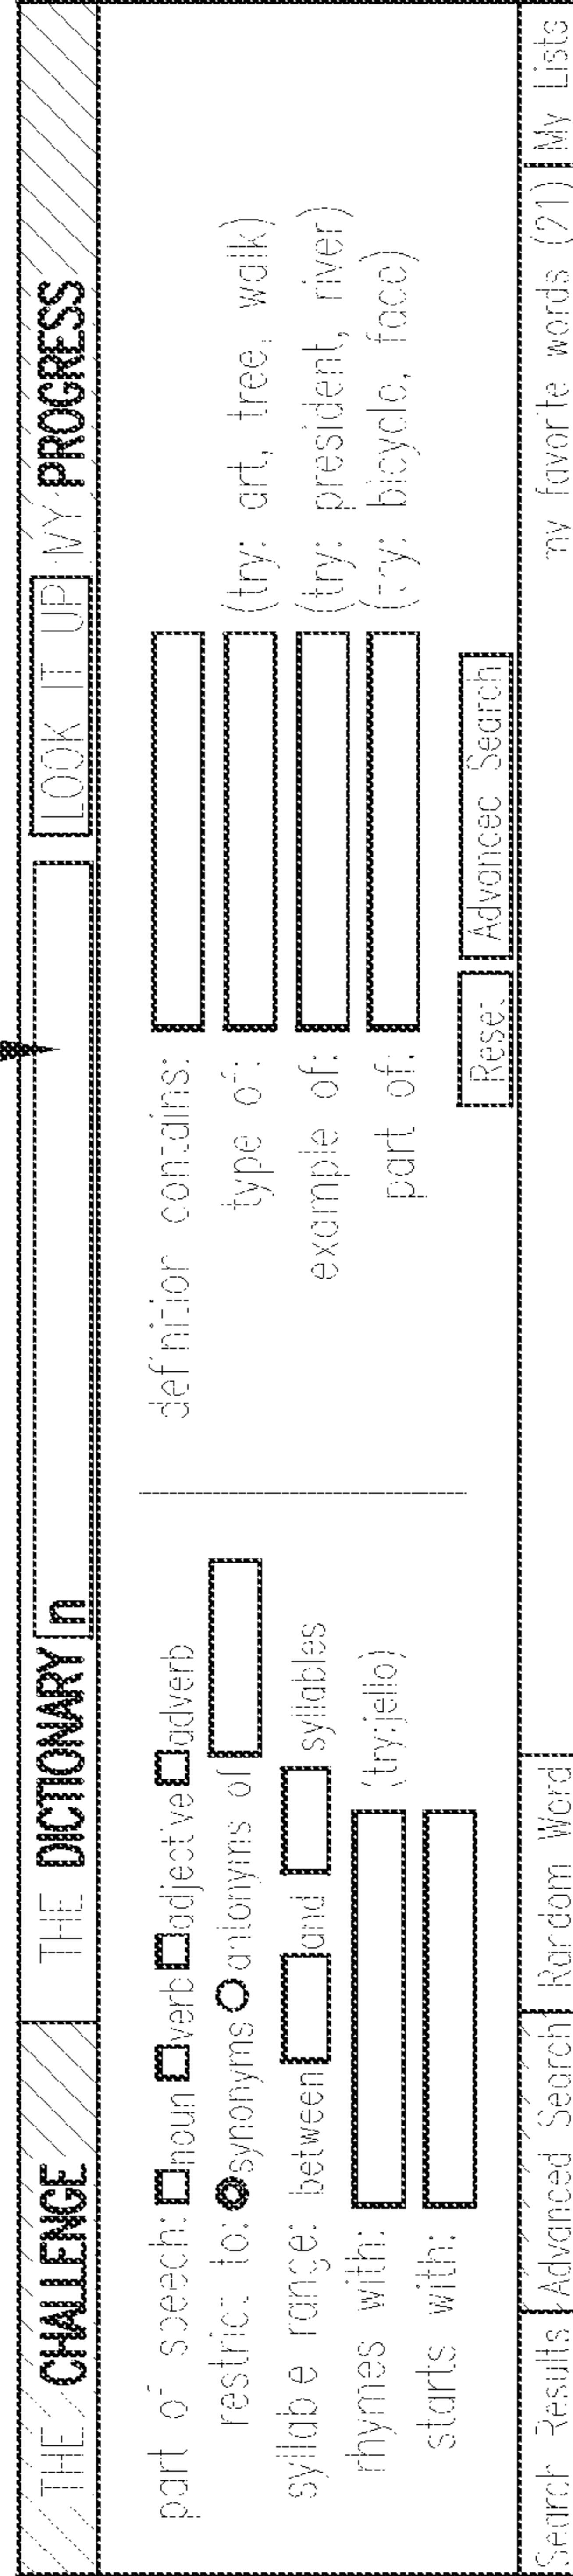 THE CHALLENGE THE DICTIONARY n LOOK IT UP MY PROGRESS
part of speech: noun verb adjective adverb
restrict to: synonyms antonyms of
syllable range: between and syllables
rhymes with: (try:jello)
starts with:
definition contains:
type of: (try: art, tree, walk)
example of: (try: president, river)
part of: (try: bicycle, face)
Reset Advanced Search
Search Results Advanced Search Random Word my favorite words (21) My Lists